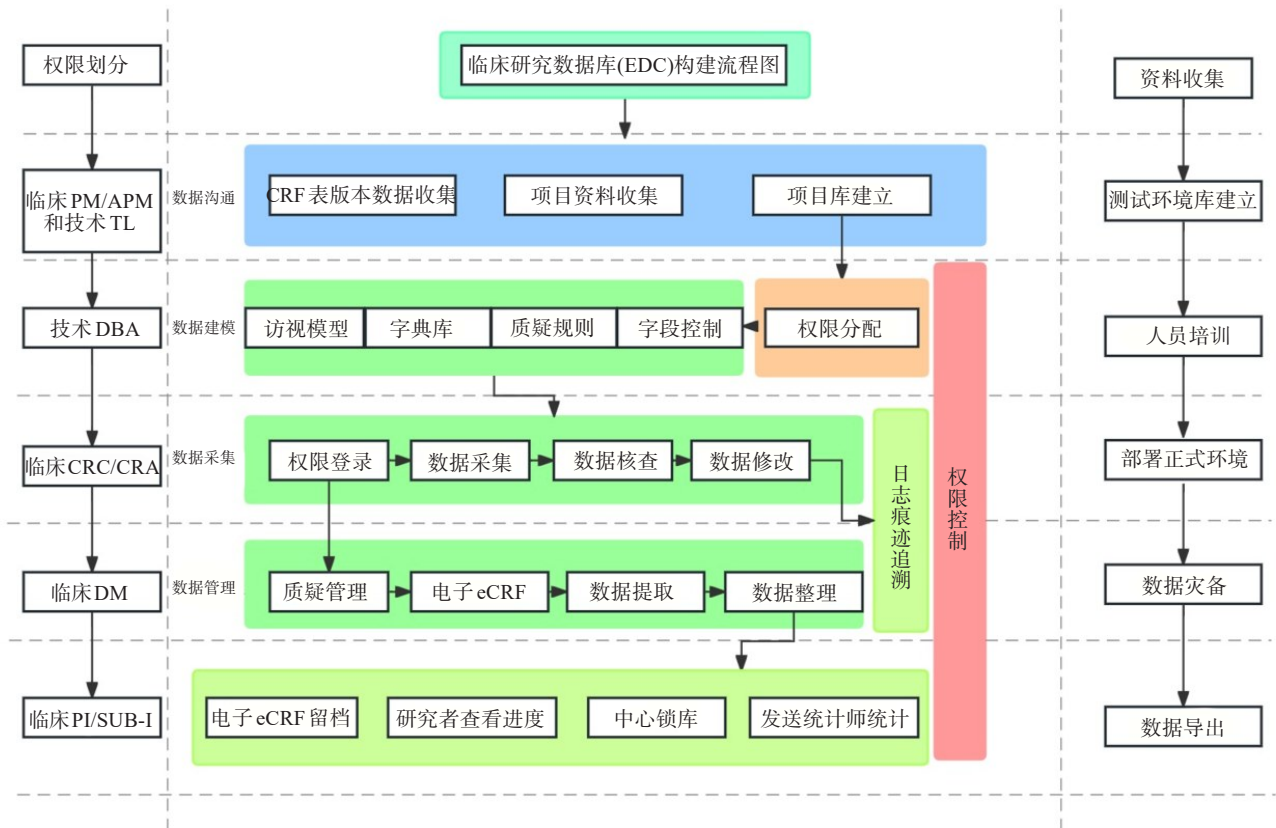 权限划分
临床研究数据库(EDC)构建流程图
资料收集
临床PM/APM
和技术TL
数据沟通
CRF表版本数据收集
项目资料收集
项目库建立
测试环境库建立
技术DBA
数据建模
访视模型
字典库
质疑规则
字段控制
权限分配
人员培训
临床CRC/CRA
数据采集
权限登录
数据采集
数据核查
数据修改
日志痕迹追溯
权限控制
部署正式环境
临床DM
数据管理
质疑管理
电子eCRF
数据提取
数据整理
数据灾备
临床PI/SUB-I
电子eCRF留档
研究者查看进度
中心锁库
发送统计师统计
数据导出